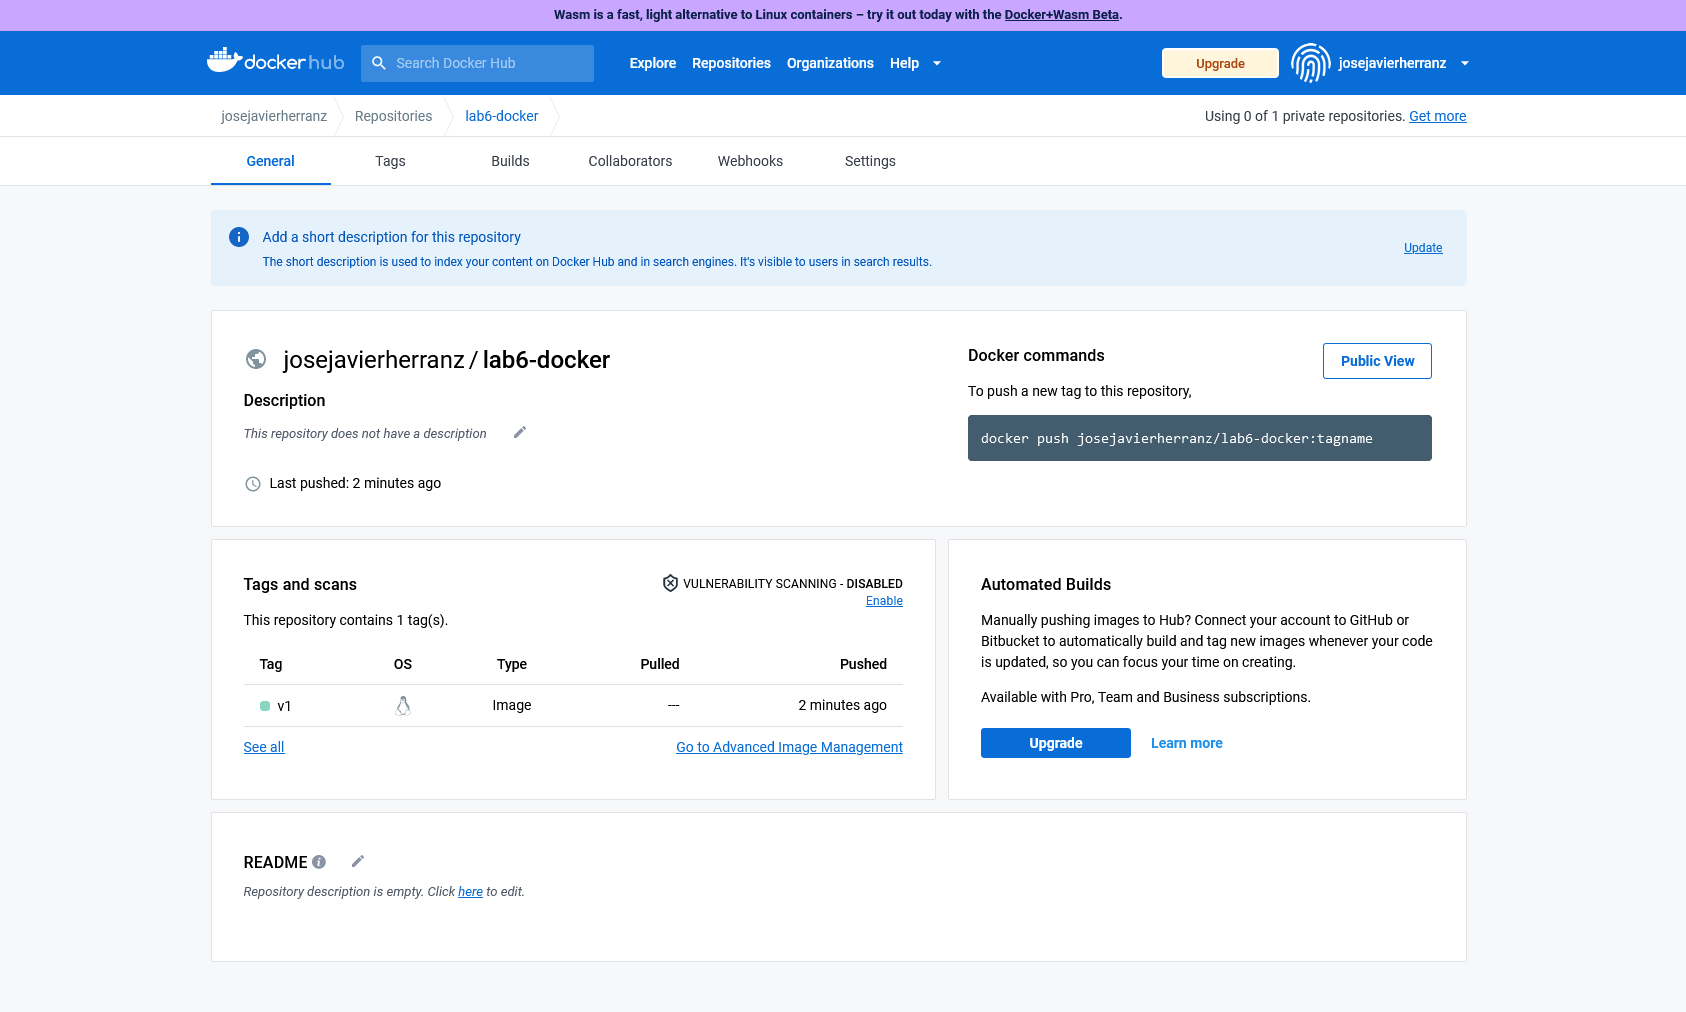 Wasm is a fast, light alternative to Linux containers – try it out today with the Docker+Wasm Beta.
dockerhub Search Docker Hub Explore Repositories Organizations Help Upgrade josejavierherranz
josejavierherranz Repositories lab6-docker Using 0 of 1 private repositories. Get more
General Tags Builds Collaborators Webhooks Settings
Add a short description for this repository
The short description is used to index your content on Docker Hub and in search engines. It's visible to users in search results.
Update
josejavierherranz / lab6-docker
Description
This repository does not have a description
Last pushed: 2 minutes ago
Docker commands
Public View
To push a new tag to this repository,
docker push josejavierherranz/lab6-docker:tagname
Tags and scans
VULNERABILITY SCANNING - DISABLED
Enable
This repository contains 1 tag(s).
Tag OS Type Pulled Pushed
v1 Image --- 2 minutes ago
See all Go to Advanced Image Management
Automated Builds
Manually pushing images to Hub? Connect your account to GitHub or
Bitbucket to automatically build and tag new images whenever your code
is updated, so you can focus your time on creating.
Available with Pro, Team and Business subscriptions.
Upgrade Learn more
README
Repository description is empty. Click here to edit.